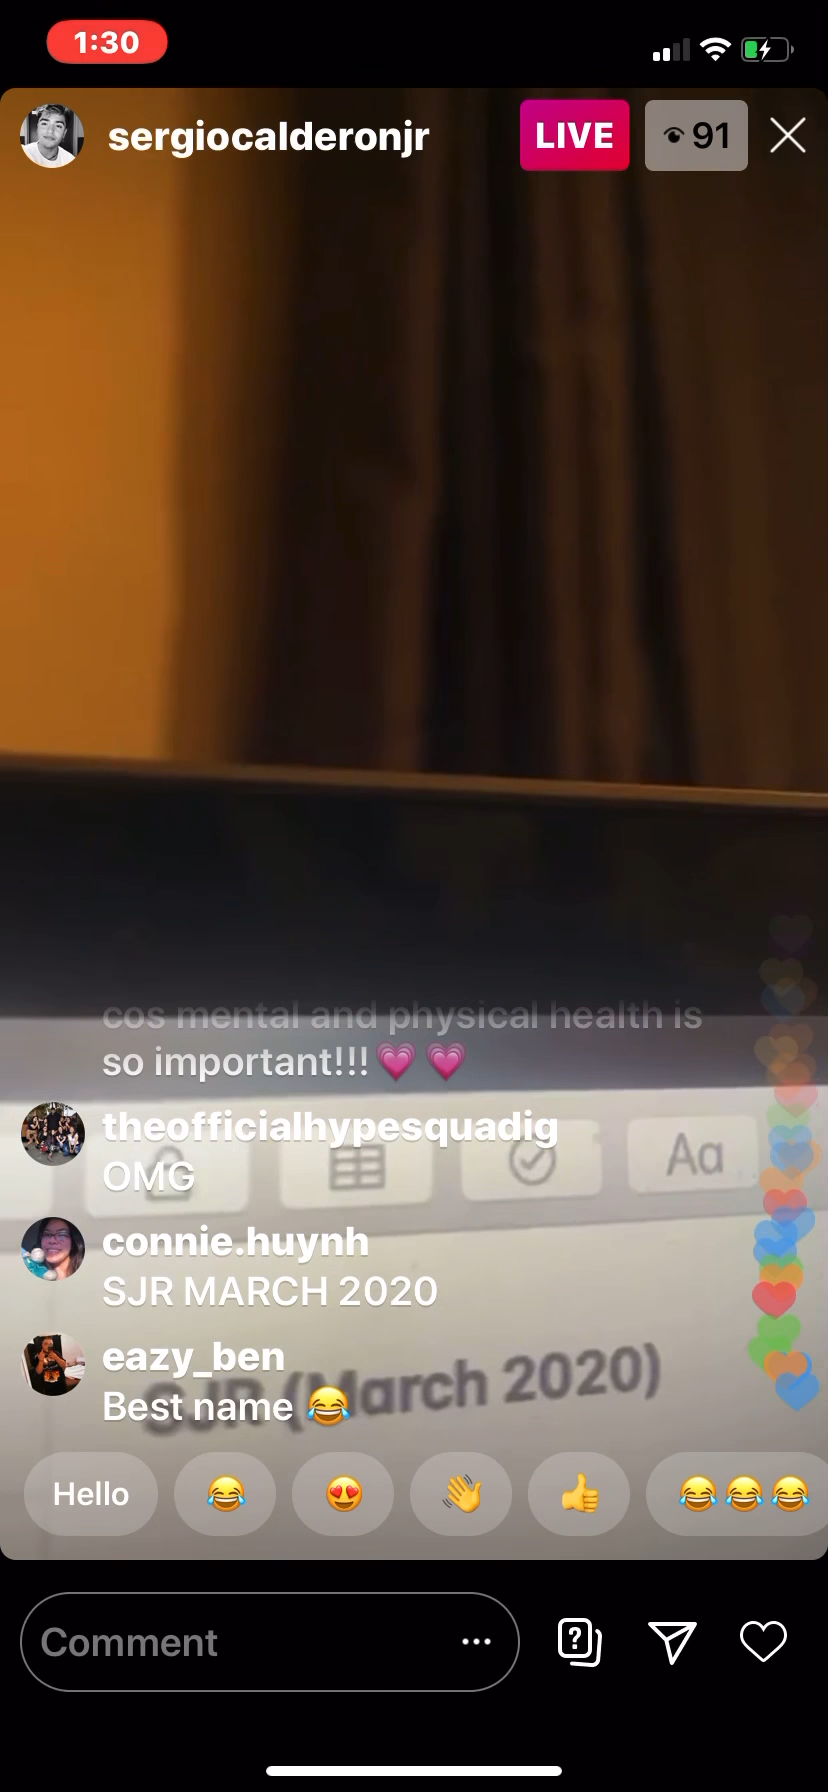 1:30
sergiocalderonjr LIVE 91
cos mental and physical health is
so important!!!💗 💗
theofficialhypesquadig
OMG
Aa
connie.huynh
SJR MARCH 2020
eazy_ben
Best name 😂
SJR (March 2020)
Hello 😂 😍 👋 👍 😂 😂 😂
Comment ...